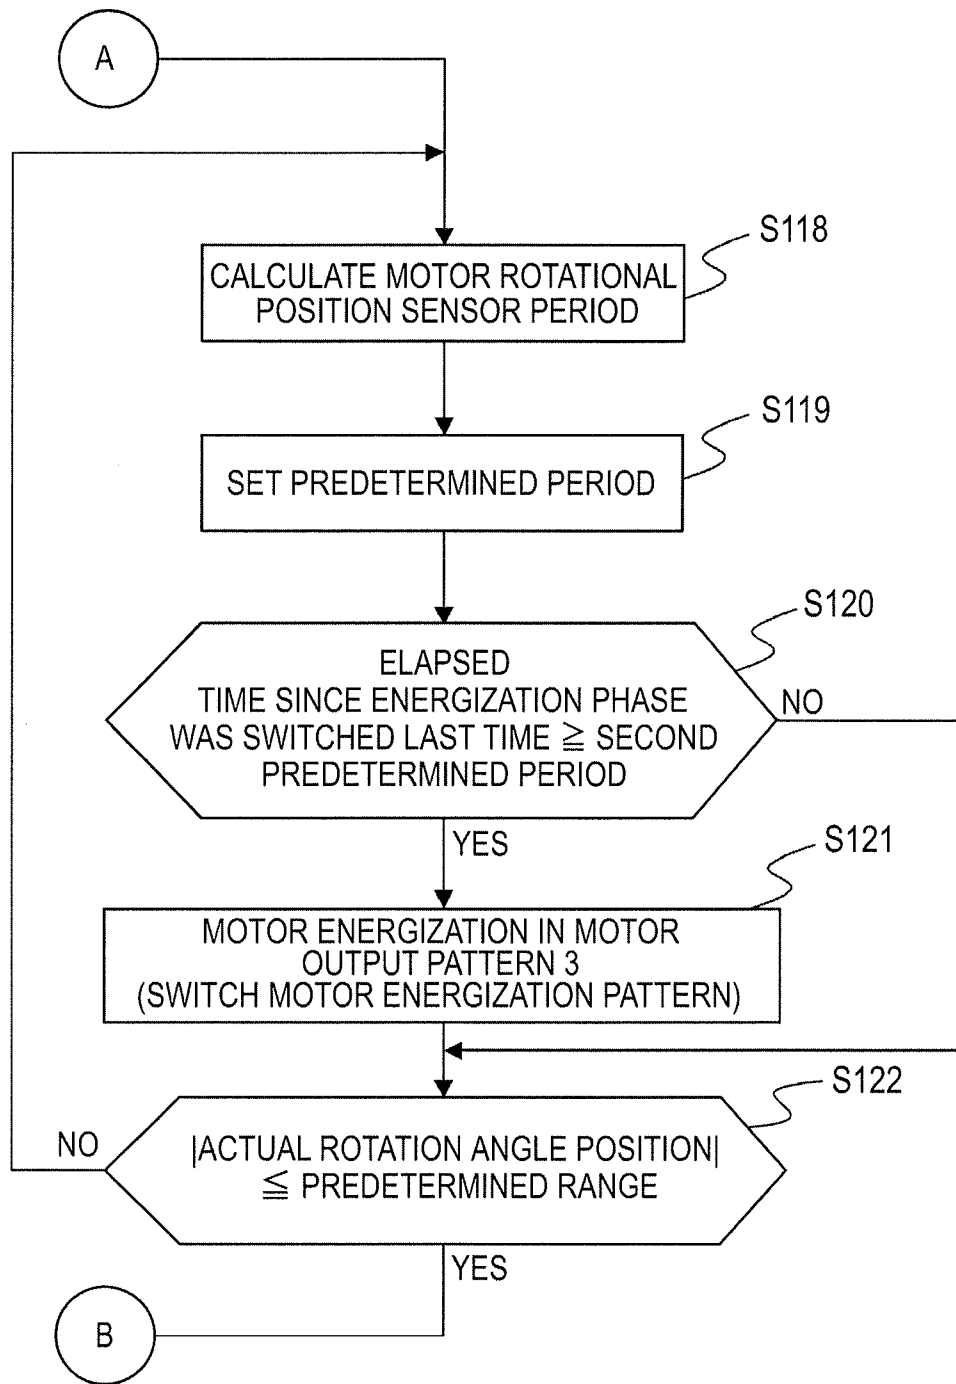 A
S118
CALCULATE MOTOR ROTATIONAL
POSITION SENSOR PERIOD
S119
SET PREDETERMINED PERIOD
S120
ELAPSED
TIME SINCE ENERGIZATION PHASE
WAS SWITCHED LAST TIME ≧ SECOND
PREDETERMINED PERIOD
NO
YES
S121
MOTOR ENERGIZATION IN MOTOR
OUTPUT PATTERN 3
(SWITCH MOTOR ENERGIZATION PATTERN)
S122
NO
|ACTUAL ROTATION ANGLE POSITION|
≦ PREDETERMINED RANGE
YES
B